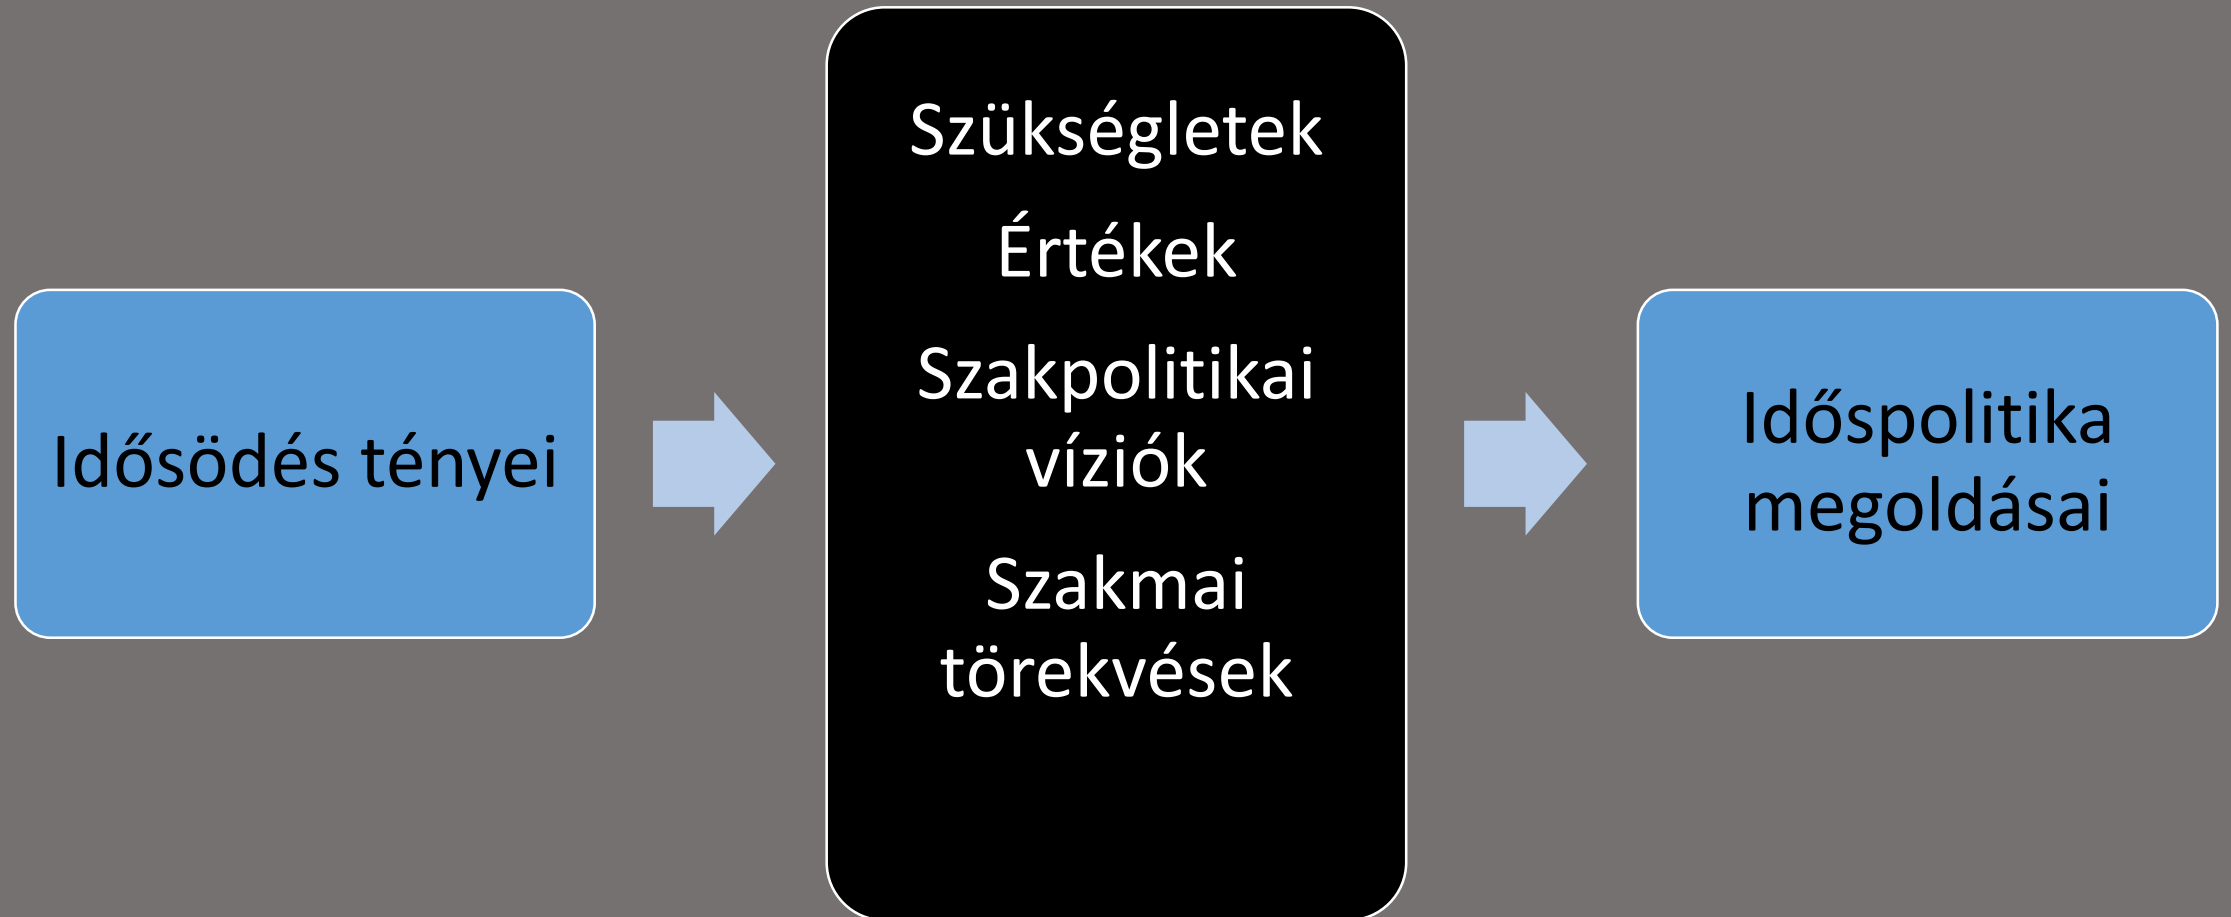 Idősödés tényei
Szükségletek
Értékek
Szakpolitikai
víziók
Szakmai
törekvések
Időspolitika
megoldásai